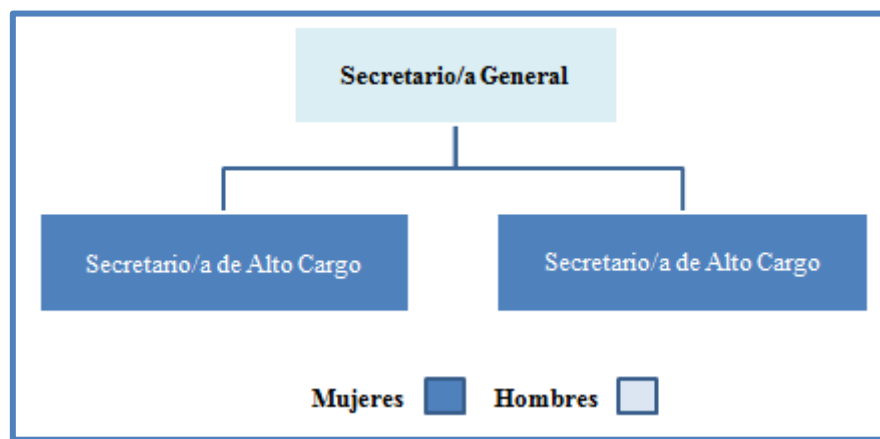 Secretario/a General
Secretario/a de Alto Cargo
Secretario/a de Alto Cargo
Mujeres Hombres